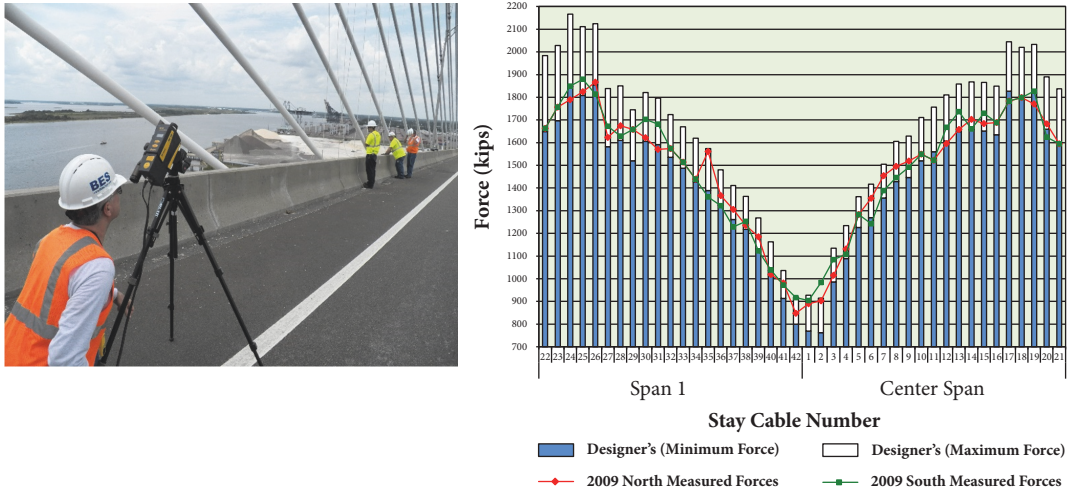 BES
2200
2100
2000
1900
1800
1700
1600
1500
1400
1300
1200
1100
1000
900
800
700
Force (kips)
22 23 24 25 26 27 28 29 30 31 32 33 34 35 36 37 38 39 40 41 42 1 2 3 4 5 6 7 8 9 10 11 12 13 14 15 16 17 18 19 20 21
Span 1 Center Span
Stay Cable Number
Designer's (Minimum Force) Designer's (Maximum Force)
2009 North Measured Forces 2009 South Measured Forces